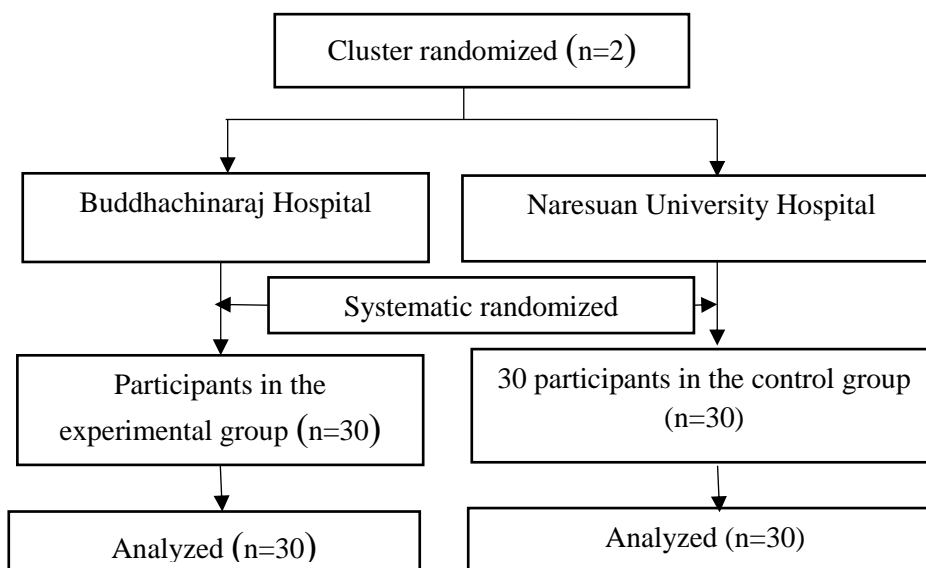 Cluster randomized (n=2)
Buddhachinaraj Hospital
Naresuan University Hospital
Systematic randomized
Participants in the
experimental group (n=30)
30 participants in the control group
(n=30)
Analyzed (n=30)
Analyzed (n=30)